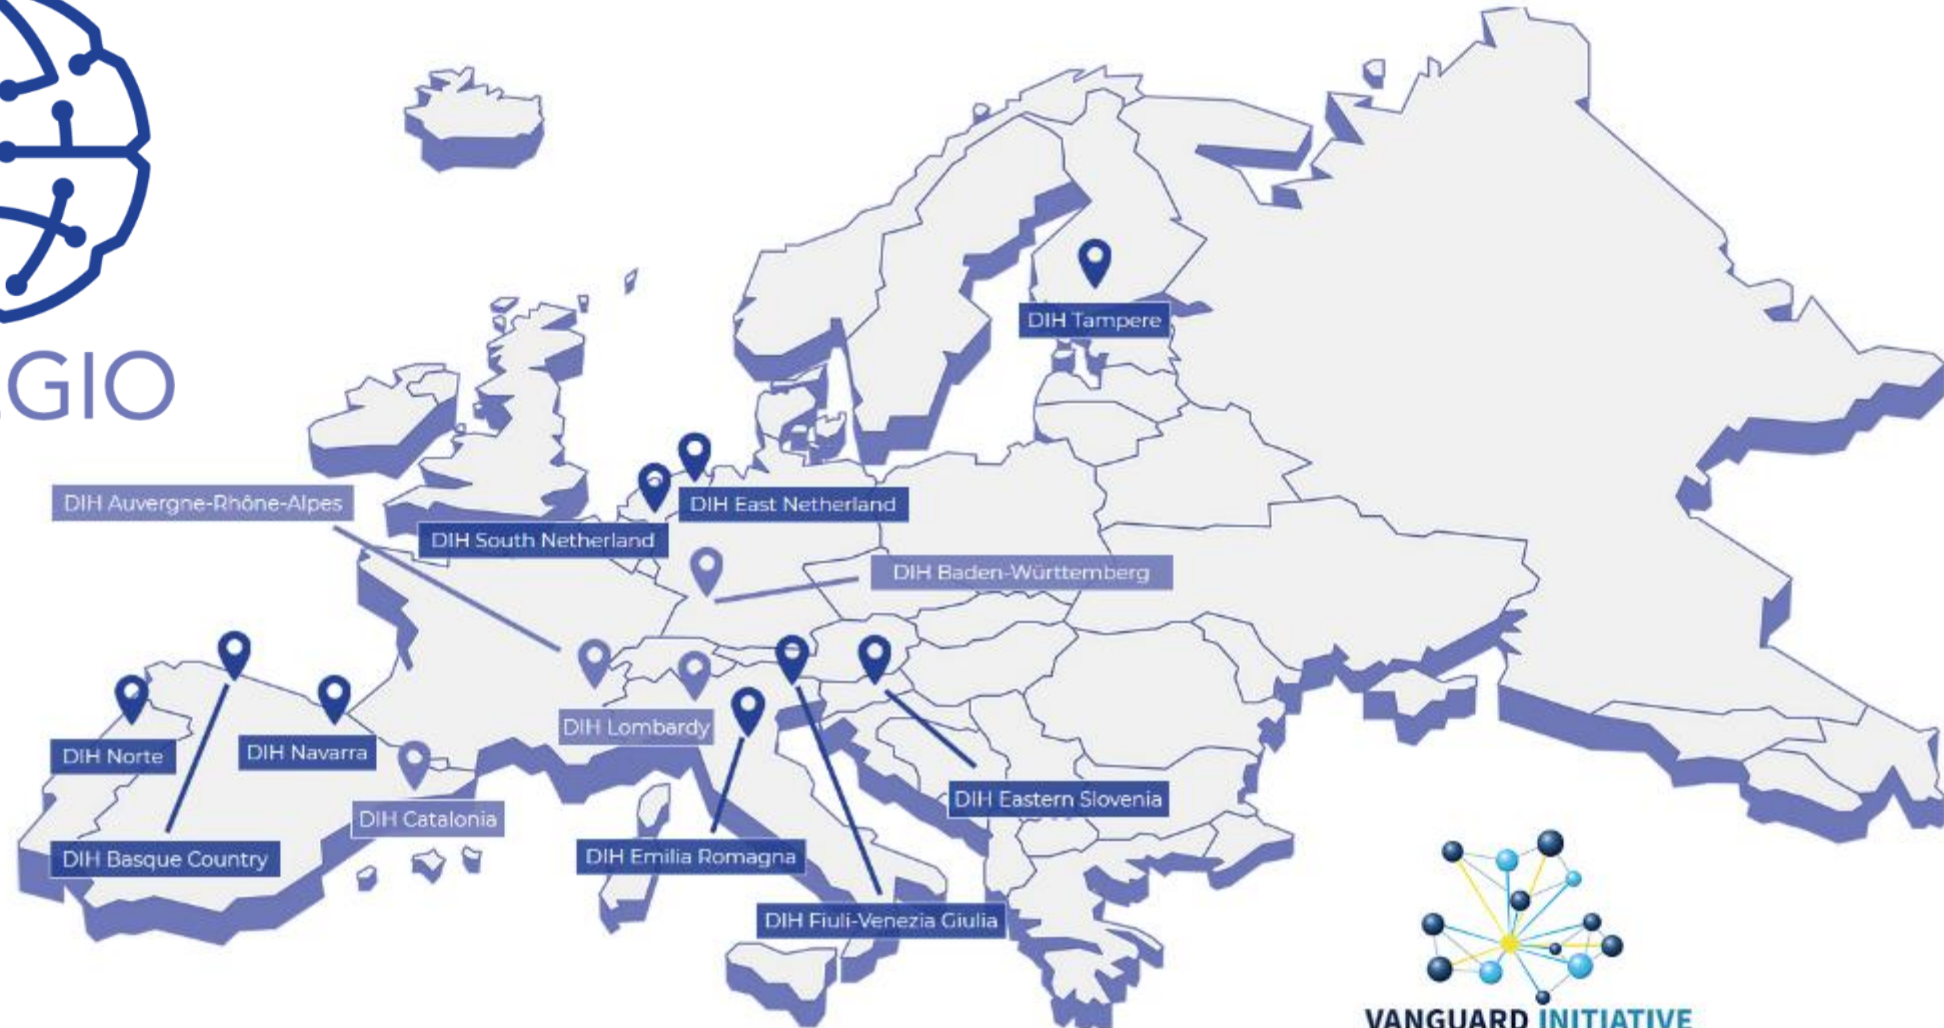 GIO
DIH Tampere
DIH Auvergne-Rhône-Alpes
DIH East Netherland
DIH South Netherland
DIH Baden-Württemberg
DIH Lombardy
DIH Norte
DIH Navarra
DIH Eastern Slovenia
DIH Catalonia
DIH Basque Country
DIH Emilia Romagna
DIH Fiuli-Venezia Giulia
VANGUARD INITIATIVE